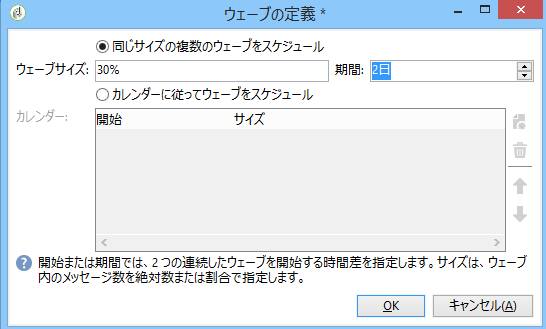 ウェーブの定義 *
同じサイズの複数のウェーブをスケジュール
ウェーブサイズ: 30% 期間: 2日
カレンダーに従ってウェーブをスケジュール
カレンダー:
開始 サイズ
開始または期間では、2 つの連続したウェーブを開始する時間差を指定します。サイズは、ウェーブ
内のメッセージ数を絶対数または割合で指定します。
OK キャンセル(A)